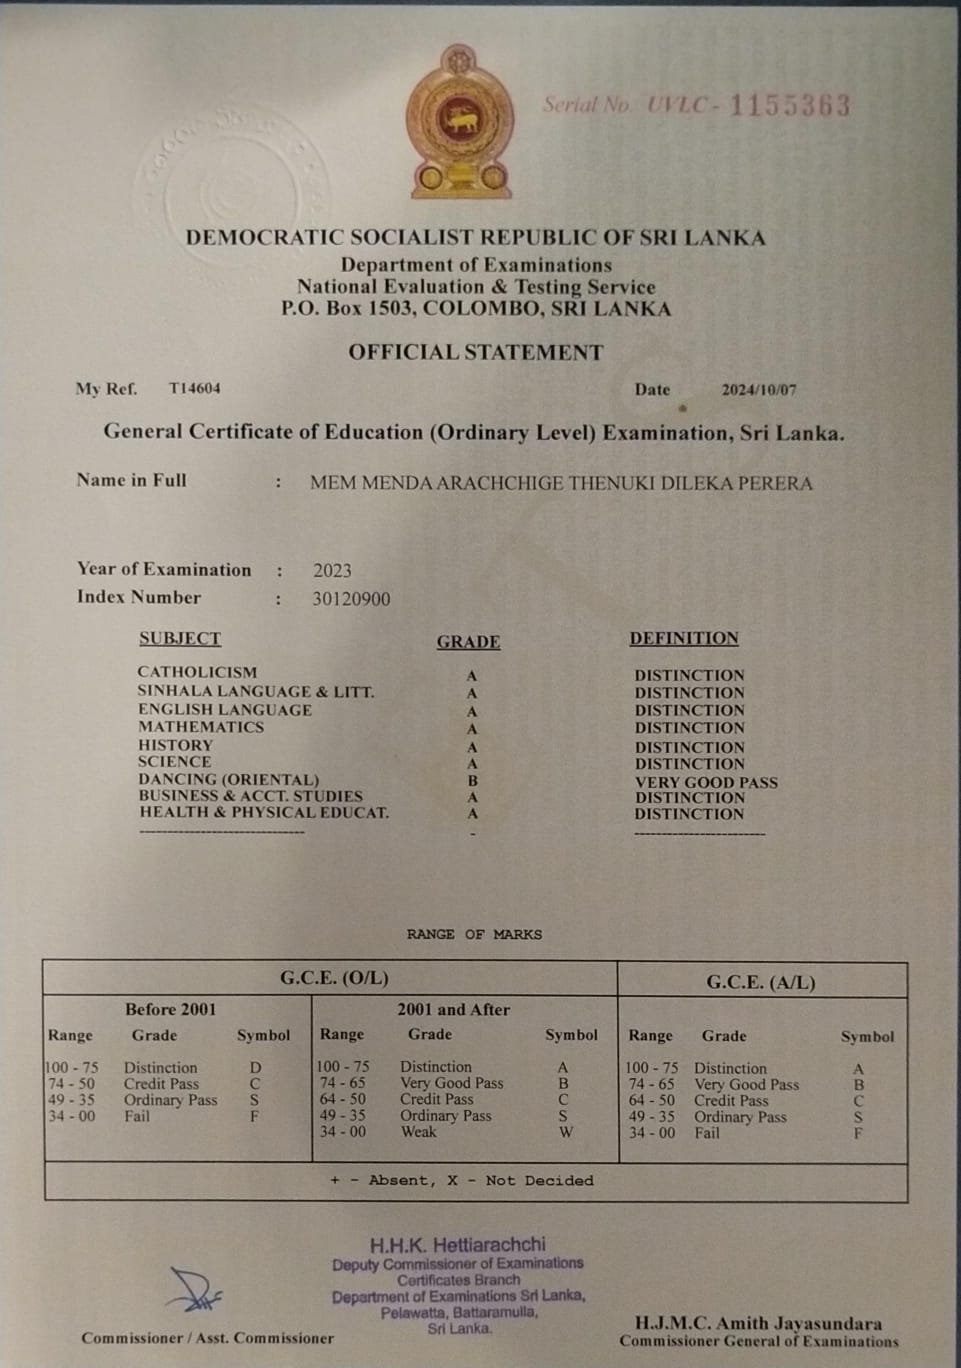 Serial No. UVLC - 1155363
DEMOCRATIC SOCIALIST REPUBLIC OF SRI LANKA
Department of Examinations
National Evaluation & Testing Service
P.O. Box 1503, COLOMBO, SRI LANKA
OFFICIAL STATEMENT
My Ref. T14604 Date 2024/10/07
General Certificate of Education (Ordinary Level) Examination, Sri Lanka.
Name in Full : MEM MENDA ARACHCHIGE THENUKI DILEKA PERERA
Year of Examination : 2023
Index Number : 30120900
SUBJECT GRADE DEFINITION
CATHOLICISM A DISTINCTION
SINHALA LANGUAGE & LITT. A DISTINCTION
ENGLISH LANGUAGE A DISTINCTION
MATHEMATICS A DISTINCTION
HISTORY A DISTINCTION
SCIENCE A DISTINCTION
DANCING (ORIENTAL) B VERY GOOD PASS
BUSINESS & ACCT. STUDIES A DISTINCTION
HEALTH & PHYSICAL EDUCAT. A DISTINCTION
------------------------------ - ------------------------
RANGE OF MARKS
G.C.E. (O/L) G.C.E. (A/L)
Before 2001 2001 and After
Range Grade Symbol Range Grade Symbol Range Grade Symbol
100 - 75 Distinction D 100 - 75 Distinction A 100 - 75 Distinction A
74 - 50 Credit Pass C 74 - 65 Very Good Pass B 74 - 65 Very Good Pass B
49 - 35 Ordinary Pass S 64 - 50 Credit Pass C 64 - 50 Credit Pass C
34 - 00 Fail F 49 - 35 Ordinary Pass S 49 - 35 Ordinary Pass S
34 - 00 Weak W 34 - 00 Fail F
+ - Absent, X - Not Decided
H.H.K. Hettiarachchi
Deputy Commissioner of Examinations
Certificates Branch
Department of Examinations Sri Lanka,
Pelawatta, Battaramulla,
Sri Lanka.
Commissioner / Asst. Commissioner
H.J.M.C. Amith Jayasundara
Commissioner General of Examinations